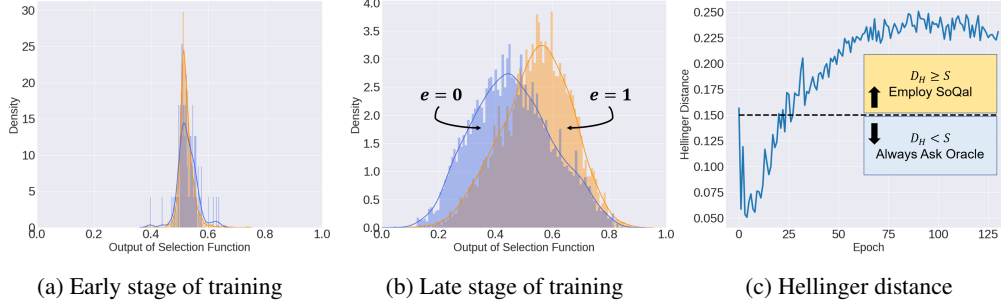 30
25
20
15
10
5
0
Density
0.0 0.2 0.4 0.6 0.8 1.0
Output of Selection Function
(a) Early stage of training
4.0
3.5
3.0
2.5
2.0
1.5
1.0
0.5
0.0
Density
e = 0
e = 1
0.0 0.2 0.4 0.6 0.8 1.0
Output of Selection Function
(b) Late stage of training
0.250
0.225
0.200
0.175
0.150
0.125
0.100
0.075
0.050
Hellinger Distance
D_H ≥ S
Employ SoQal
D_H < S
Always Ask Oracle
0 25 50 75 100 125
Epoch
(c) Hellinger distance